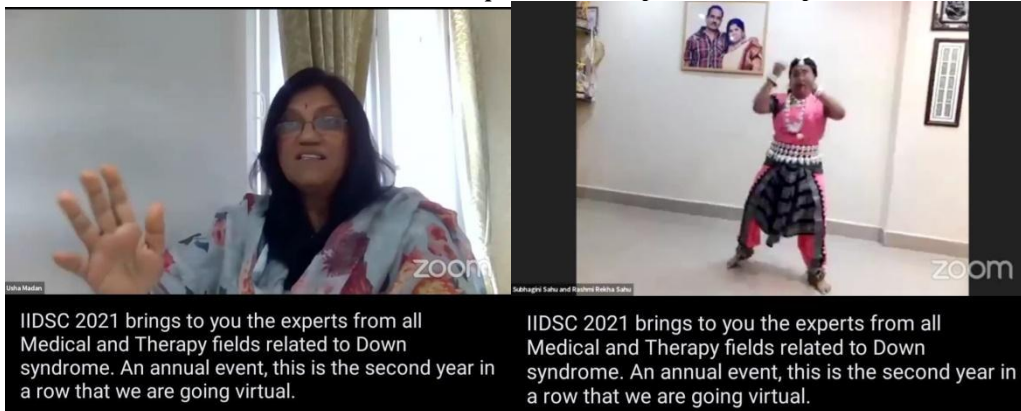 zoom
Usha Madan
IIDSC 2021 brings to you the experts from all
Medical and Therapy fields related to Down
syndrome. An annual event, this is the second year in
a row that we are going virtual.
zoom
Subhagini Sahu and Rashmi Rekha Sahu
IIDSC 2021 brings to you the experts from all
Medical and Therapy fields related to Down
syndrome. An annual event, this is the second year in
a row that we are going virtual.